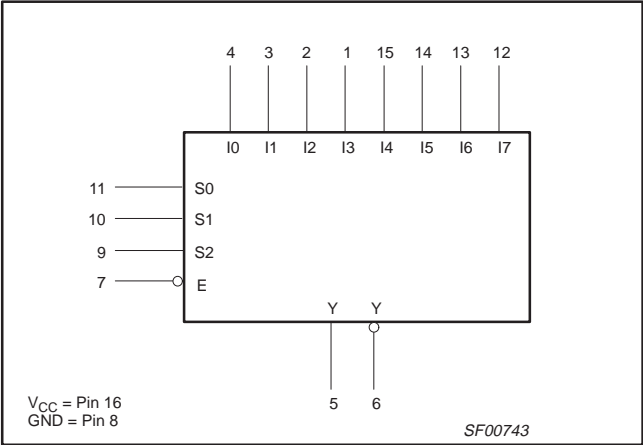 4 3 2 1 15 14 13 12
I0 I1 I2 I3 I4 I5 I6 I7
11 S0
10 S1
9 S2
7 E
Y Y
5 6
VCC = Pin 16
GND = Pin 8
SF00743